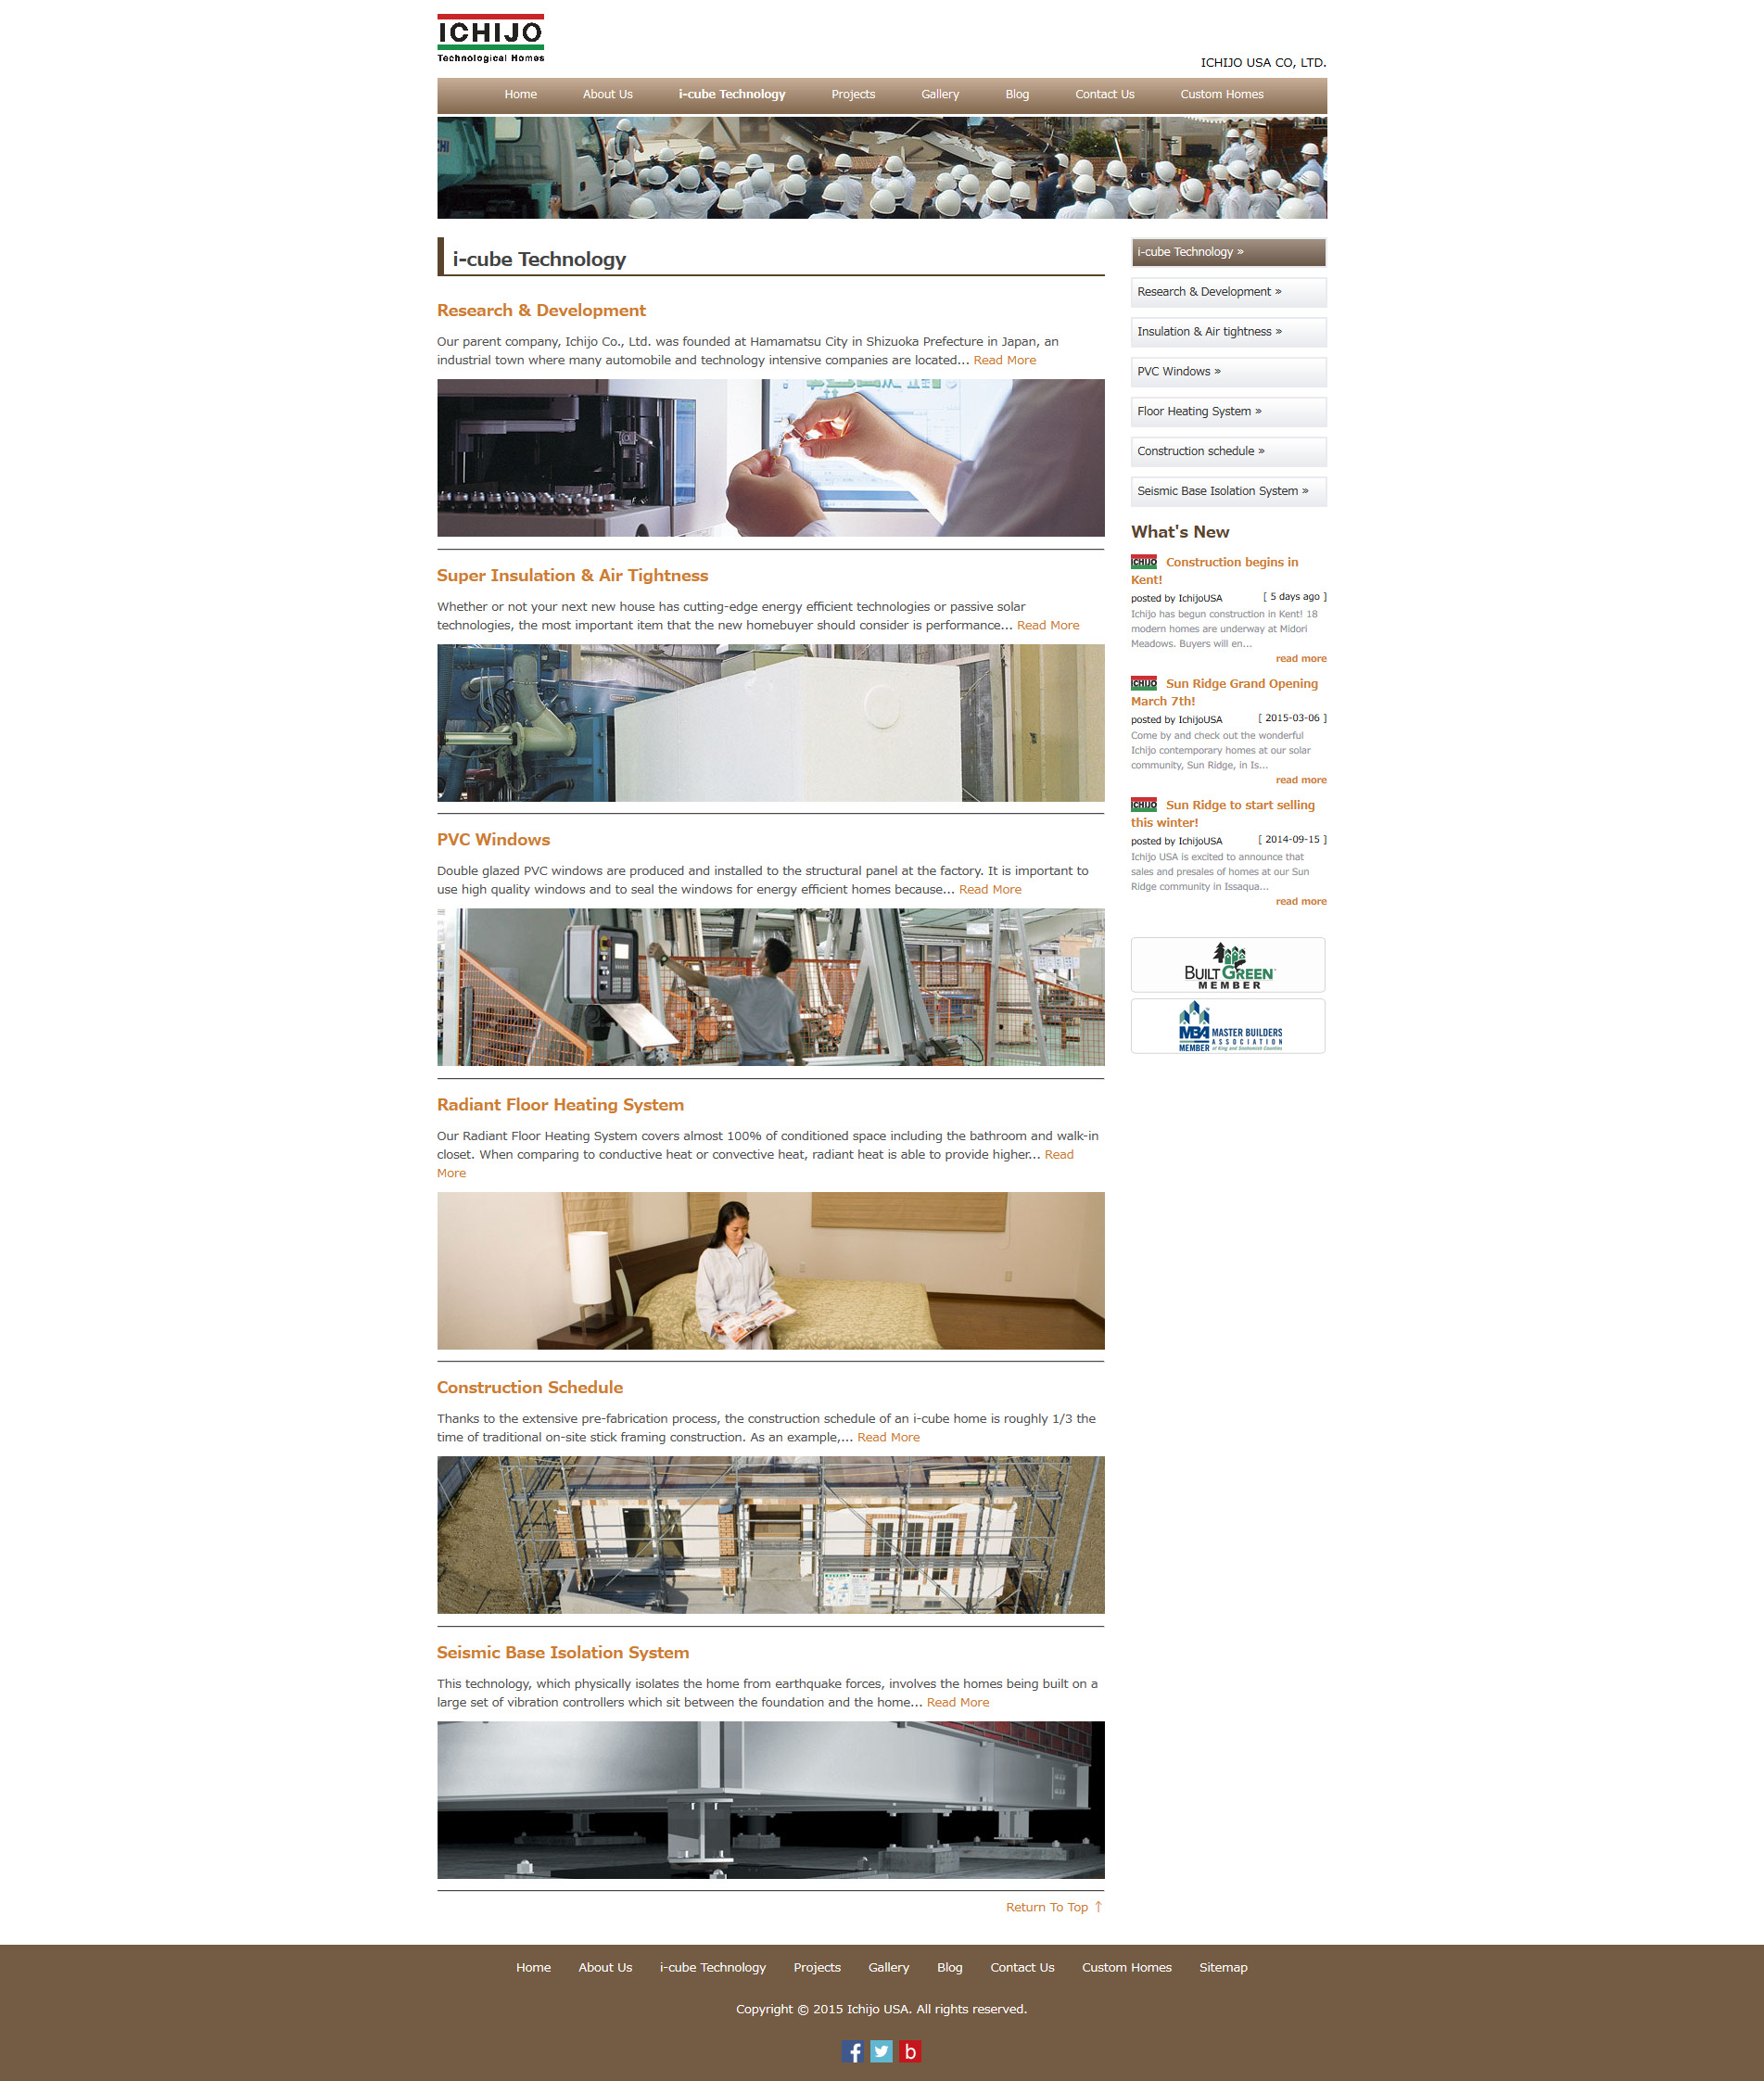 ICHIJO
Technological Homes
ICHIJO USA CO, LTD.
Home About Us i-cube Technology Projects Gallery Blog Contact Us Custom Homes
i-cube Technology
Research & Development
Our parent company, Ichijo Co., Ltd. was founded at Hamamatsu City in Shizuoka Prefecture in Japan, an
industrial town where many automobile and technology intensive companies are located... Read More
Super Insulation & Air Tightness
Whether or not your next new house has cutting-edge energy efficient technologies or passive solar
technologies, the most important item that the new homebuyer should consider is performance... Read More
PVC Windows
Double glazed PVC windows are produced and installed to the structural panel at the factory. It is important to
use high quality windows and to seal the windows for energy efficient homes because... Read More
Radiant Floor Heating System
Our Radiant Floor Heating System covers almost 100% of conditioned space including the bathroom and walk-in
closet. When comparing to conductive heat or convective heat, radiant heat is able to provide higher... Read
More
Construction Schedule
Thanks to the extensive pre-fabrication process, the construction schedule of an i-cube home is roughly 1/3 the
time of traditional on-site stick framing construction. As an example,... Read More
Seismic Base Isolation System
This technology, which physically isolates the home from earthquake forces, involves the homes being built on a
large set of vibration controllers which sit between the foundation and the home... Read More
Return To Top ↑
i-cube Technology »
Research & Development »
Insulation & Air tightness »
PVC Windows »
Floor Heating System »
Construction schedule »
Seismic Base Isolation System »
What's New
ICHIJO Construction begins in
Kent!
posted by IchijoUSA [ 5 days ago ]
Ichijo has begun construction in Kent! 18
modern homes are underway at Midori
Meadows. Buyers will en...
read more
ICHIJO Sun Ridge Grand Opening
March 7th!
posted by IchijoUSA [ 2015-03-06 ]
Come by and check out the wonderful
Ichijo contemporary homes at our solar
community, Sun Ridge, in Is...
read more
ICHIJO Sun Ridge to start selling
this winter!
posted by IchijoUSA [ 2014-09-15 ]
Ichijo USA is excited to announce that
sales and presales of homes at our Sun
Ridge community in Issaqua...
read more
BUILT GREEN
MEMBER
MBA MASTER BUILDERS
ASSOCIATION
MEMBER of King and Snohomish Counties
Home About Us i-cube Technology Projects Gallery Blog Contact Us Custom Homes Sitemap
Copyright © 2015 Ichijo USA. All rights reserved.
f b